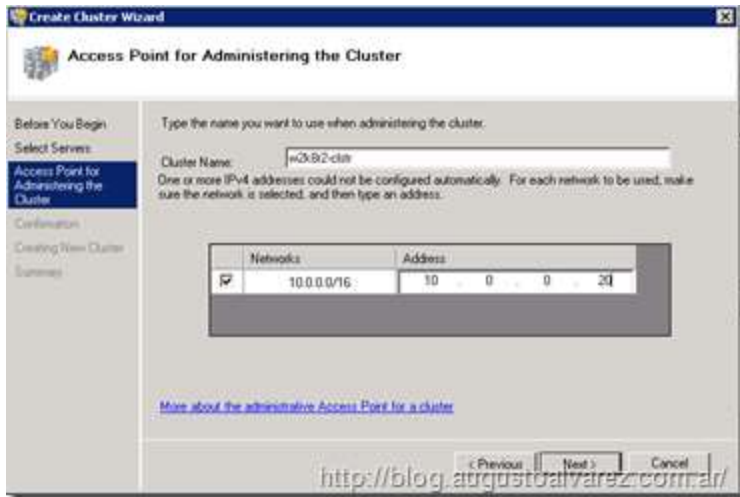 Create Cluster Wizard
Access Point for Administering the Cluster
Before You Begin
Select Servers
Access Point for
Administering the
Cluster
Confirmation
Creating New Cluster
Summary
Type the name you want to use when administering the cluster.
Cluster Name: w2k8r2-clstr
One or more IPv4 addresses could not be configured automatically. For each network to be used, make
sure the network is selected, and then type an address.
Networks Address
10.0.0.0/16 10 . 0 . 0 . 20
More about the administrative Access Point for a cluster
< Previous Next > Cancel
http://blog.augustoalvarez.com.ar/